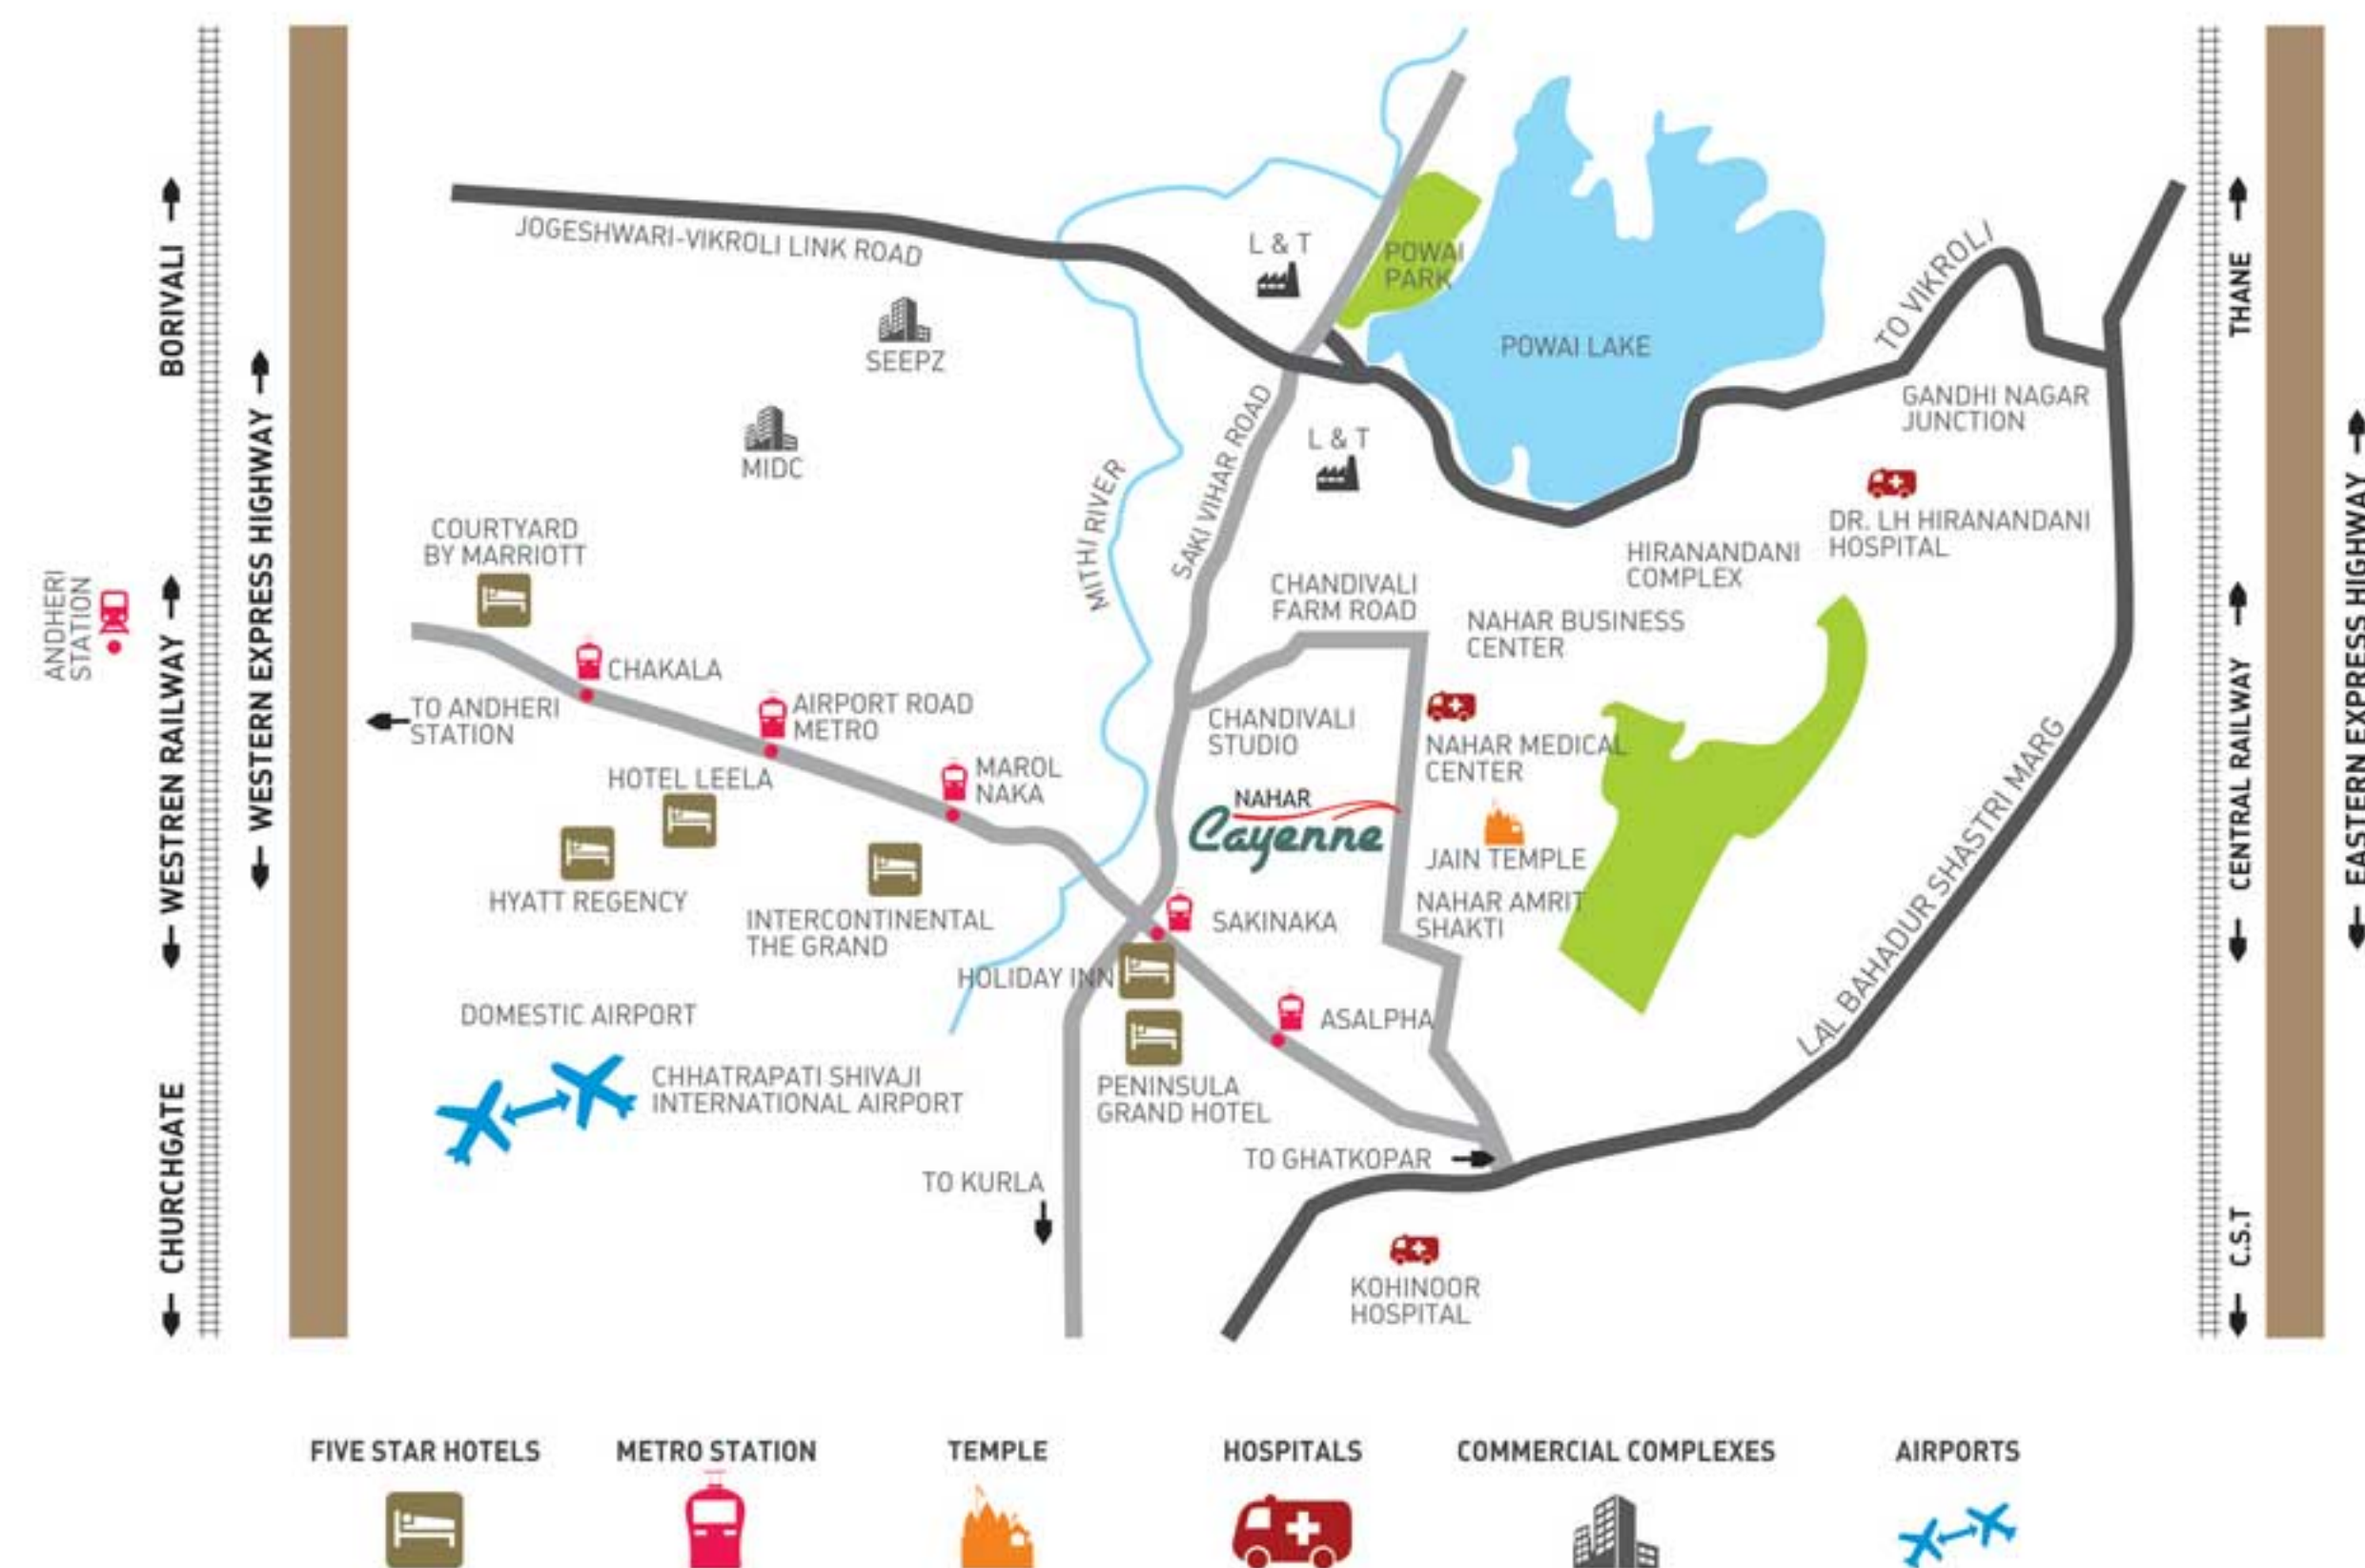 BORIVALI
WESTREN RAILWAY
CHURCHGATE
WESTERN EXPRESS HIGHWAY
ANDHERI
STATION
JOGESHWARI-VIKROLI LINK ROAD
SEEPZ
MIDC
L & T
POWAI
PARK
POWAI LAKE
TO VIKROLI
GANDHI NAGAR
JUNCTION
L & T
SAKI VIHAR ROAD
MITHI RIVER
DR. LH HIRANANDANI
HOSPITAL
HIRANANDANI
COMPLEX
COURTYARD
BY MARRIOTT
CHANDIVALI
FARM ROAD
NAHAR BUSINESS
CENTER
CHAKALA
TO ANDHERI
STATION
AIRPORT ROAD
METRO
CHANDIVALI
STUDIO
NAHAR MEDICAL
CENTER
HOTEL LEELA
MAROL
NAKA
NAHAR
Cayenne
JAIN TEMPLE
HYATT REGENCY
INTERCONTINENTAL
THE GRAND
SAKINAKA
NAHAR AMRIT
SHAKTI
HOLIDAY INN
ASALPHA
DOMESTIC AIRPORT
CHHATRAPATI SHIVAJI
INTERNATIONAL AIRPORT
PENINSULA
GRAND HOTEL
LAL BAHADUR SHASTRI MARG
TO GHATKOPAR
TO KURLA
KOHINOOR
HOSPITAL
THANE
CENTRAL RAILWAY
C.S.T
EASTERN EXPRESS HIGHWAY
FIVE STAR HOTELS
METRO STATION
TEMPLE
HOSPITALS
COMMERCIAL COMPLEXES
AIRPORTS